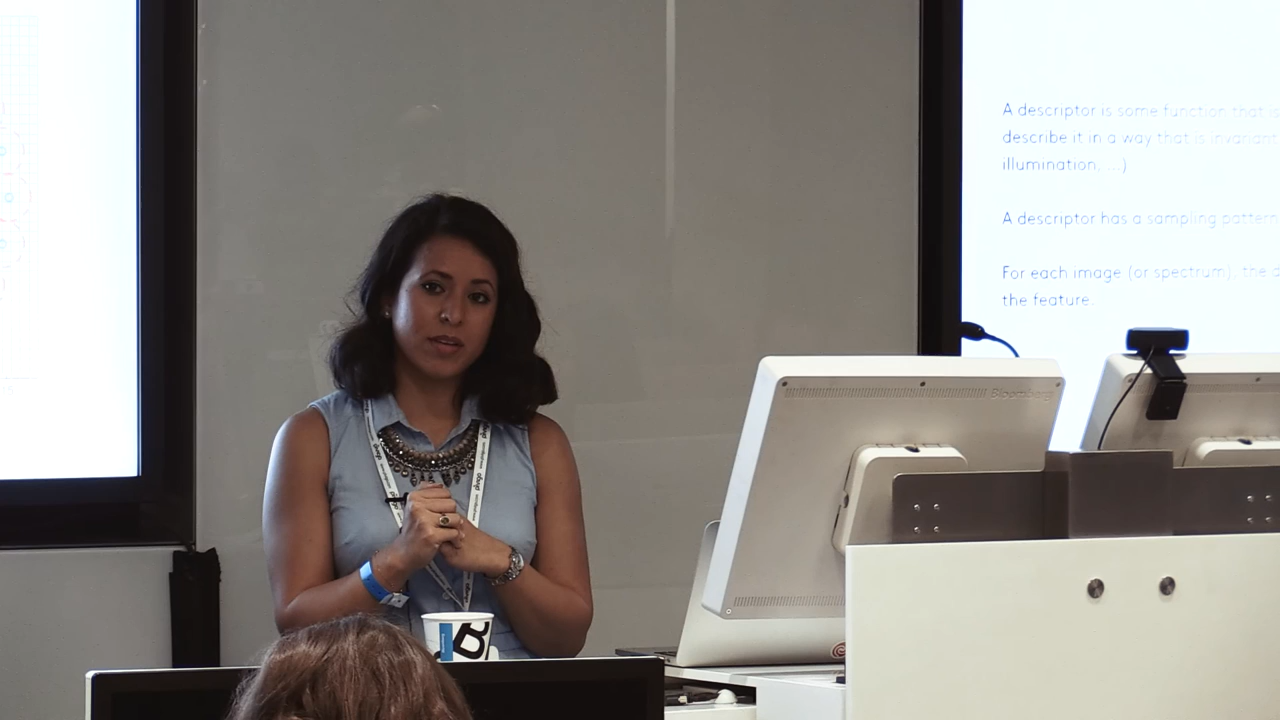 A descriptor is some function that is
describe it in a way that is invariant
illumination, ...)
A descriptor has a sampling pattern
For each image (or spectrum), the d
the feature.
Bloomberg
B